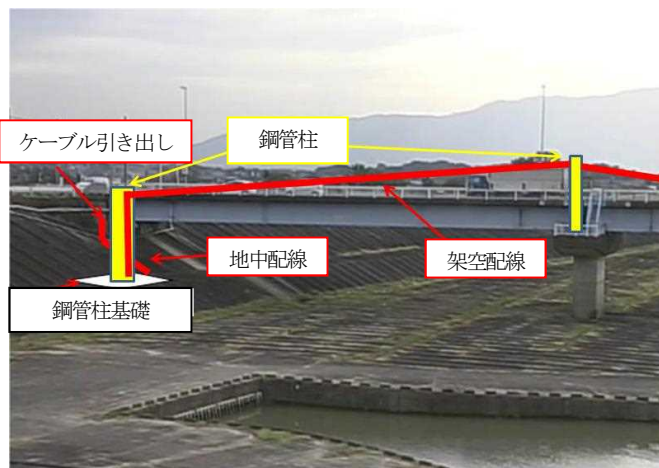 ケーブル引き出し
鋼管柱
地中配線
架空配線
鋼管柱基礎